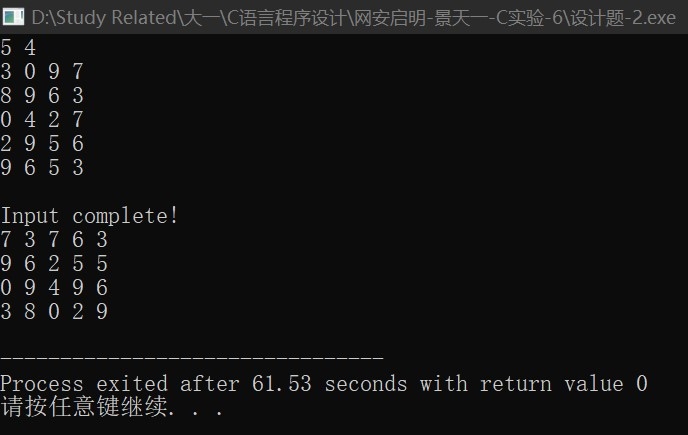 D:\Study Related\大一\C语言程序设计\网安启明-景天一-C实验-6\设计题-2.exe
5 4
3 0 9 7
8 9 6 3
0 4 2 7
2 9 5 6
9 6 5 3
Input complete!
7 3 7 6 3
9 6 2 5 5
0 9 4 9 6
3 8 0 2 9
--------------------------------
Process exited after 61.53 seconds with return value 0
请按任意键继续. . .